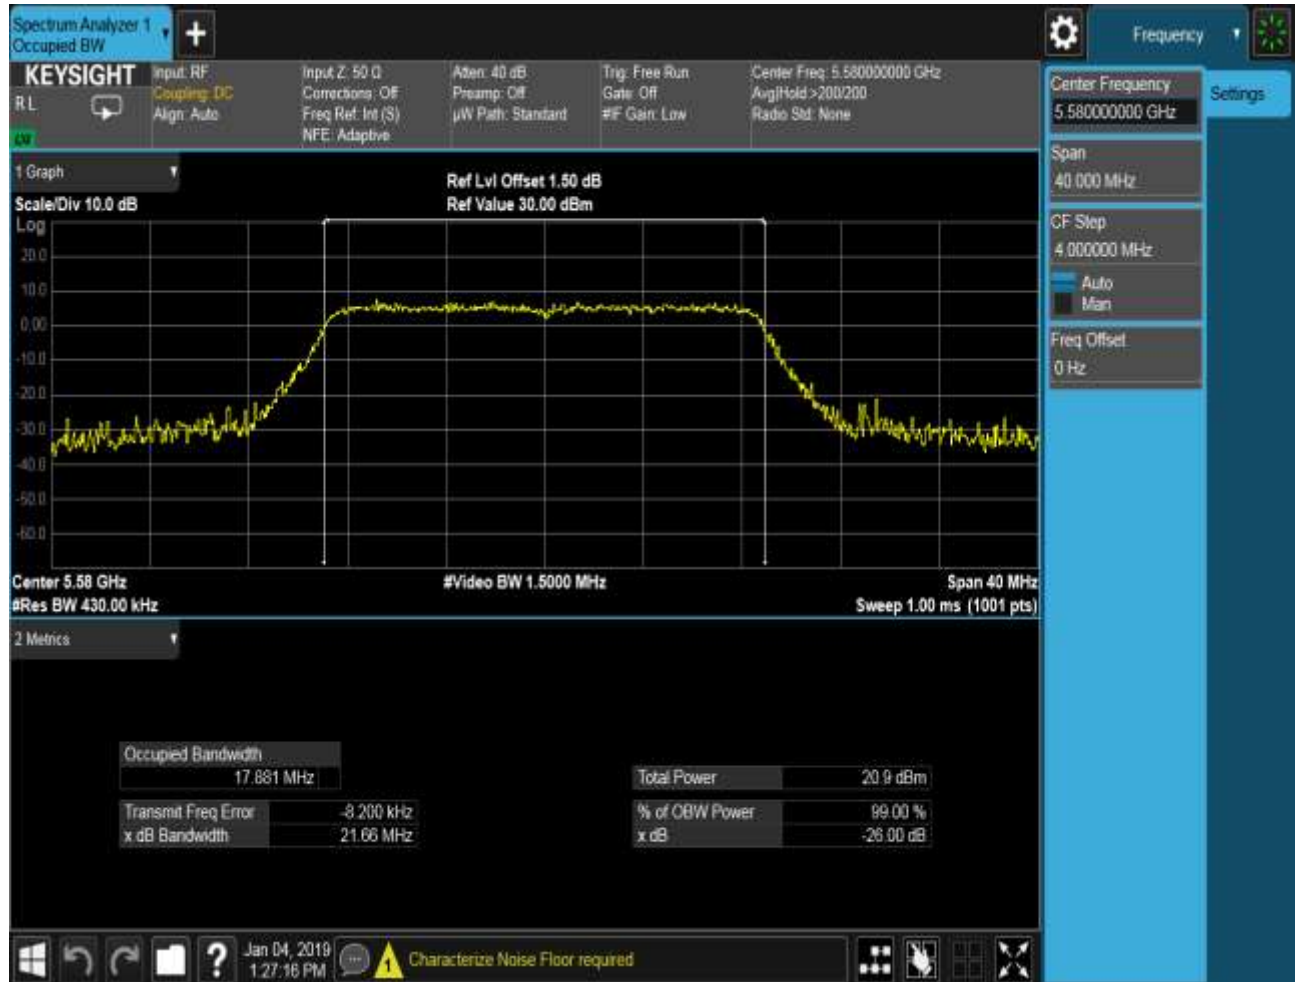 Spectrum Analyzer 1
Occupied BW
+
Frequency
KEYSIGHT
RL
Input: RF
Coupling: DC
Align: Auto
Input Z: 50 Ω
Corrections: Off
Freq Ref: Int (S)
NFE: Adaptive
Atten: 40 dB
Preamp: Off
µW Path: Standard
Trig: Free Run
Gate: Off
#IF Gain: Low
Center Freq: 5.580000000 GHz
Avg|Hold:>200/200
Radio Std: None
Center Frequency
5.580000000 GHz
Settings
Span
40.000 MHz
CF Step
4.000000 MHz
Auto
Man
Freq Offset
0 Hz
1 Graph
Scale/Div 10.0 dB
Ref Lvl Offset 1.50 dB
Ref Value 30.00 dBm
Log
20.0
10.0
0.00
-10.0
-20.0
-30.0
-40.0
-50.0
-60.0
Center 5.58 GHz
#Video BW 1.5000 MHz
Span 40 MHz
#Res BW 430.00 kHz
Sweep 1.00 ms (1001 pts)
2 Metrics
Occupied Bandwidth
17.881 MHz
Total Power 20.9 dBm
Transmit Freq Error -8.200 kHz
% of OBW Power 99.00 %
x dB Bandwidth 21.66 MHz
x dB -26.00 dB
?
Jan 04, 2019
1:27:16 PM
1
Characterize Noise Floor required